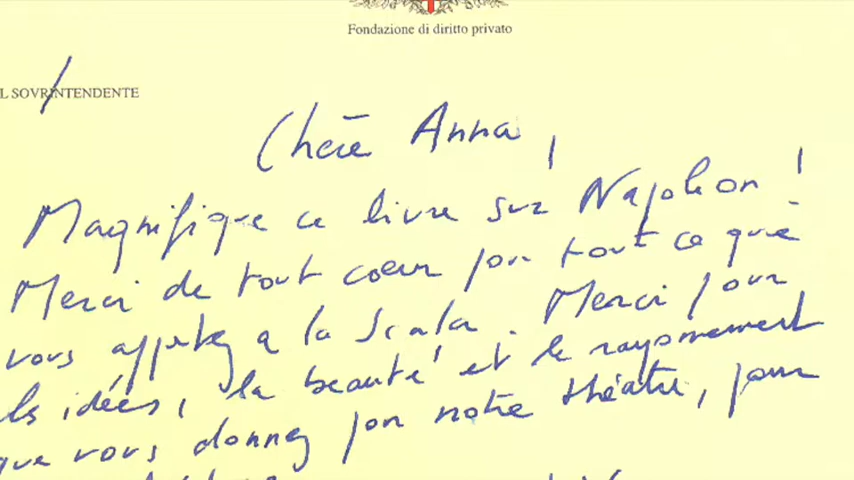 Fondazione di diritto privato
L SOVRINTENDENTE
Chère Anna,
Magnifique ce livre sur Napoléon !
Merci de tout coeur pour tout ce que
vous apportez à la Scala. Merci pour
les idées, la beauté et le rayonnement
que vous donnez pour notre théâtre, pour